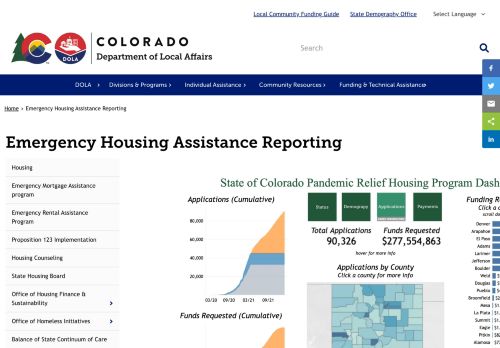 Local Community Funding Guide State Demography Office Select Language
COLORADO
Department of Local Affairs
DOLA
Search
DOLA Divisions & Programs Individual Assistance Community Resources Funding & Technical Assistance
Home › Emergency Housing Assistance Reporting
Emergency Housing Assistance Reporting
Housing
Emergency Mortgage Assistance
program
Emergency Rental Assistance
Program
Proposition 123 Implementation
Housing Counseling
State Housing Board
Office of Housing Finance &
Sustainability
Office of Homeless Initiatives
Balance of State Continuum of Care
State of Colorado Pandemic Relief Housing Program Dash
Applications (Cumulative)
80,000
60,000
40,000
20,000
0
03/20 09/20 03/21 09/21
Funds Requested (Cumulative)
Status Demography Applications Payments
Total Applications Funds Requested
90,326 $277,554,863
hover for more info
Applications by County
Click a county for more info
Funding R
Click a c
scroll do
Denver
Arapahoe
El Paso
Adams
Larimer
Jefferson
Boulder
Weld
Douglas $
Pueblo $
Broomfield $2
Mesa $1.
La Plata $1.
Summit $1.
Eagle $1.
Pitkin $82
Alamosa $7